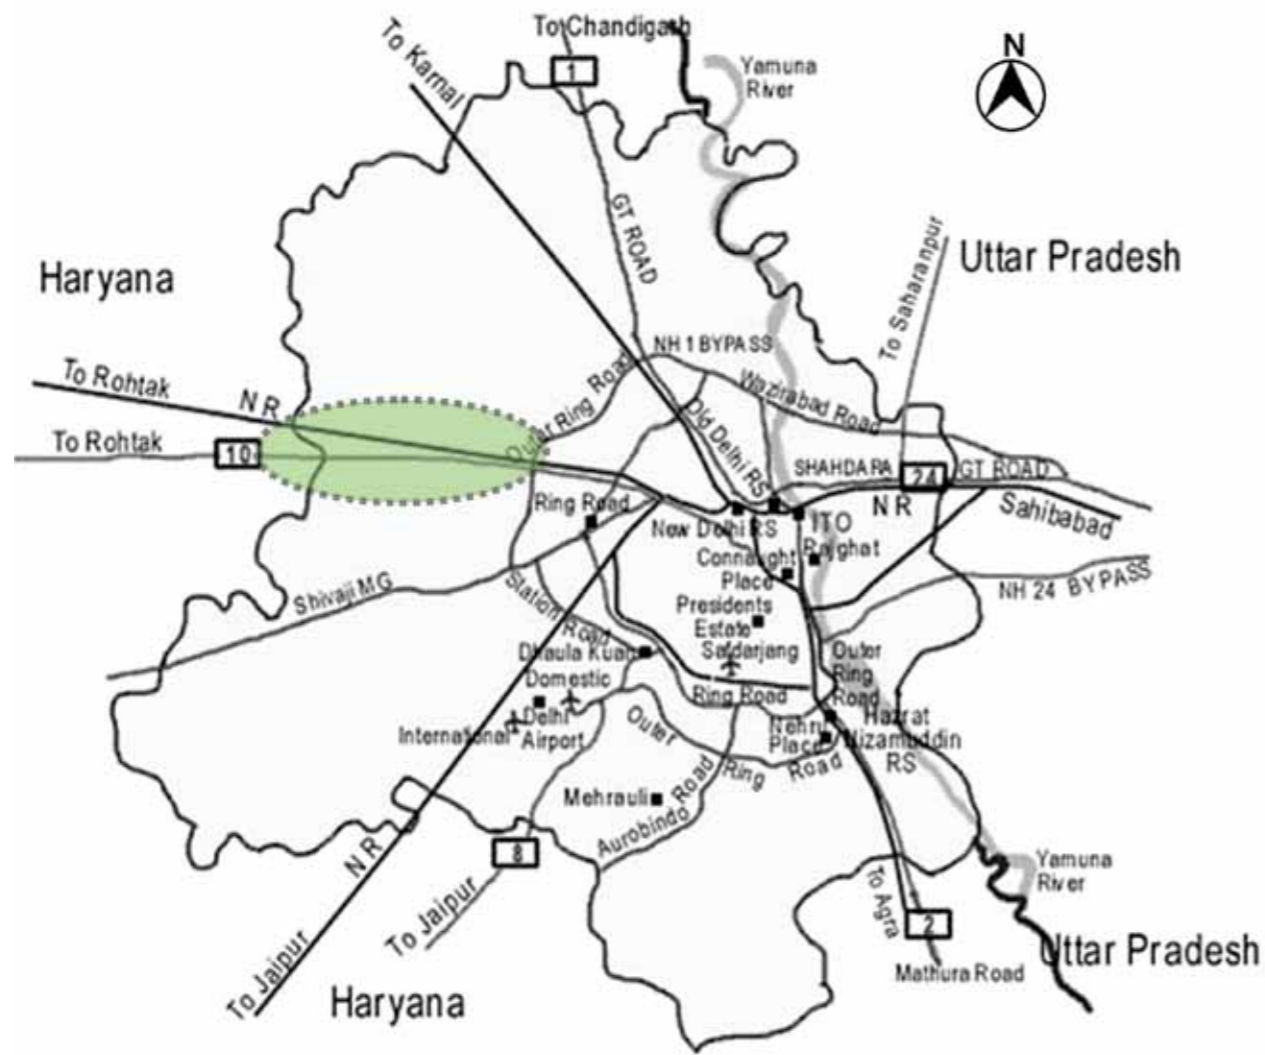 To Chandigarh
To Karnal
1
Yamuna
River
N
GT ROAD
To Saharanpur
Uttar Pradesh
Haryana
NH 1 BYPASS
To Rohtak
N R
Outer Ring Road
Wazirabad Road
Old Delhi RS
To Rohtak
10
SHAHDARA
24
GT ROAD
Ring Road
New Delhi RS
ITO
N R
Sahibabad
Rajghat
Connaught
Place
NH 24 BYPASS
Shivaji MG
Station Road
Presidents
Estate
Dhaula Kuan
Safdarjang
Outer
Ring
Road
Domestic
Ring Road
Delhi
Airport
International
Outer Ring Road
Nehru
Place
Hazrat
Nizamuddin
RS
Mehrauli
Aurobindo Road
N R
8
Yamuna
River
To Jaipur
To Agra
2
To Jaipur
Uttar Pradesh
Mathura Road
Haryana